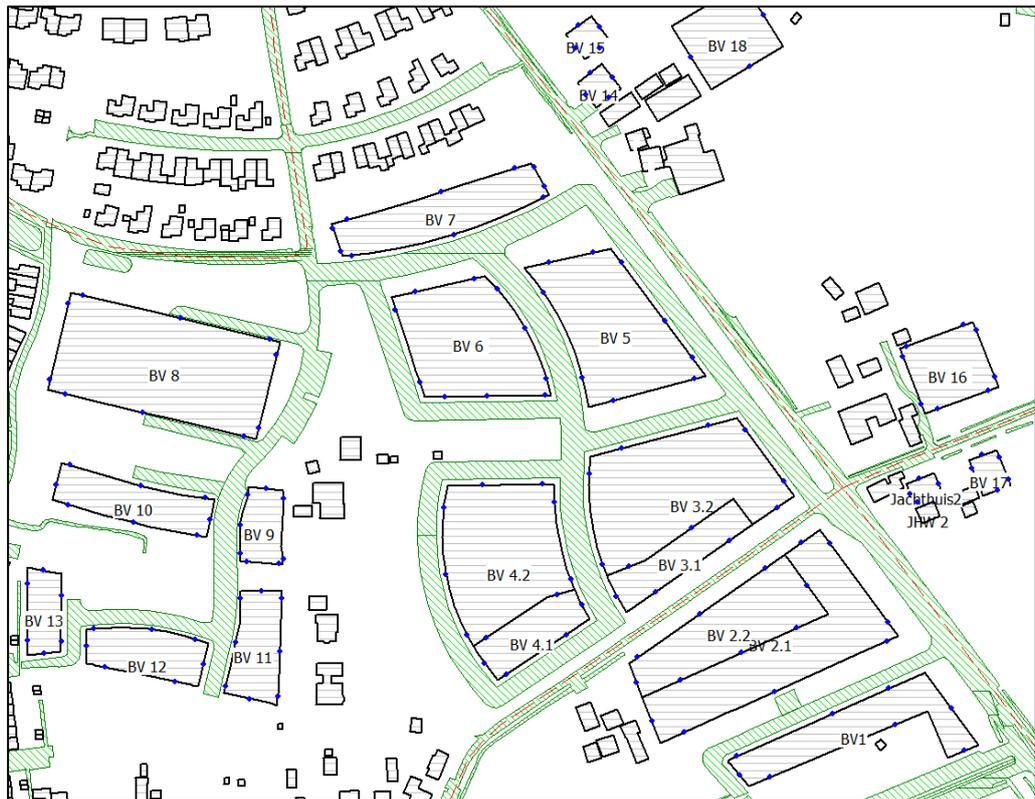 BV 15
BV 18
BV 14
BV 7
BV 5
BV 6
BV 8
BV 16
BV 17
Jachthuis2
BV 3.2
BV 10
JHW 2
BV 9
BV 3.1
BV 4.2
BV 13
BV 2.2
BV 2.1
BV 4.1
BV 11
BV 12
BV1